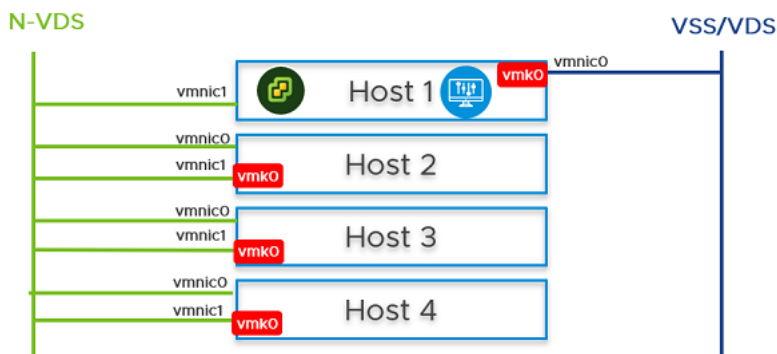 N-VDS
VSS/VDS
vmnic1
Host 1
vmk0
vmnic0
vmnic0
vmnic1
vmk0
Host 2
vmnic0
vmnic1
vmk0
Host 3
vmnic0
vmnic1
vmk0
Host 4